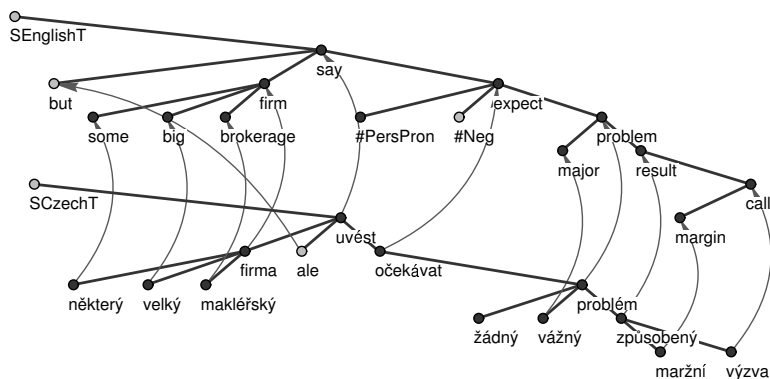 SEnglishT
say
but
firm
expect
some
big
brokerage
#PersPron
#Neg
problem
major
result
call
SCzechT
uvést
margin
firma
ale
očekávat
některý
velký
makléřský
problém
žádný
vážný
způsobený
maržní
výzva